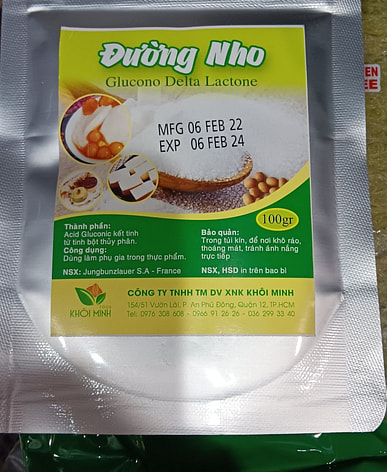 Đường Nho
Glucono Delta Lactone
MFG 06 FEB 22
EXP 06 FEB 24
100gr
Thành phần:
Acid Gluconic kết tinh
từ tinh bột thủy phân.
Công dụng:
Dùng làm phụ gia trong thực phẩm.
NSX: Jungbunzlauer S.A - France
Bảo quản:
Trong túi kín, để nơi khô ráo,
thoáng mát, tránh ánh nắng
trực tiếp
NSX, HSD in trên bao bì
KHÔI MINH
CÔNG TY TNHH TM DV XNK KHÔI MINH
154/51 Vườn Lài, P. An Phú Đông, Quận 12, TP.HCM
Tel: 0976 308 608 - 0966 91 26 26 - 036 299 33 40
YEN
EE